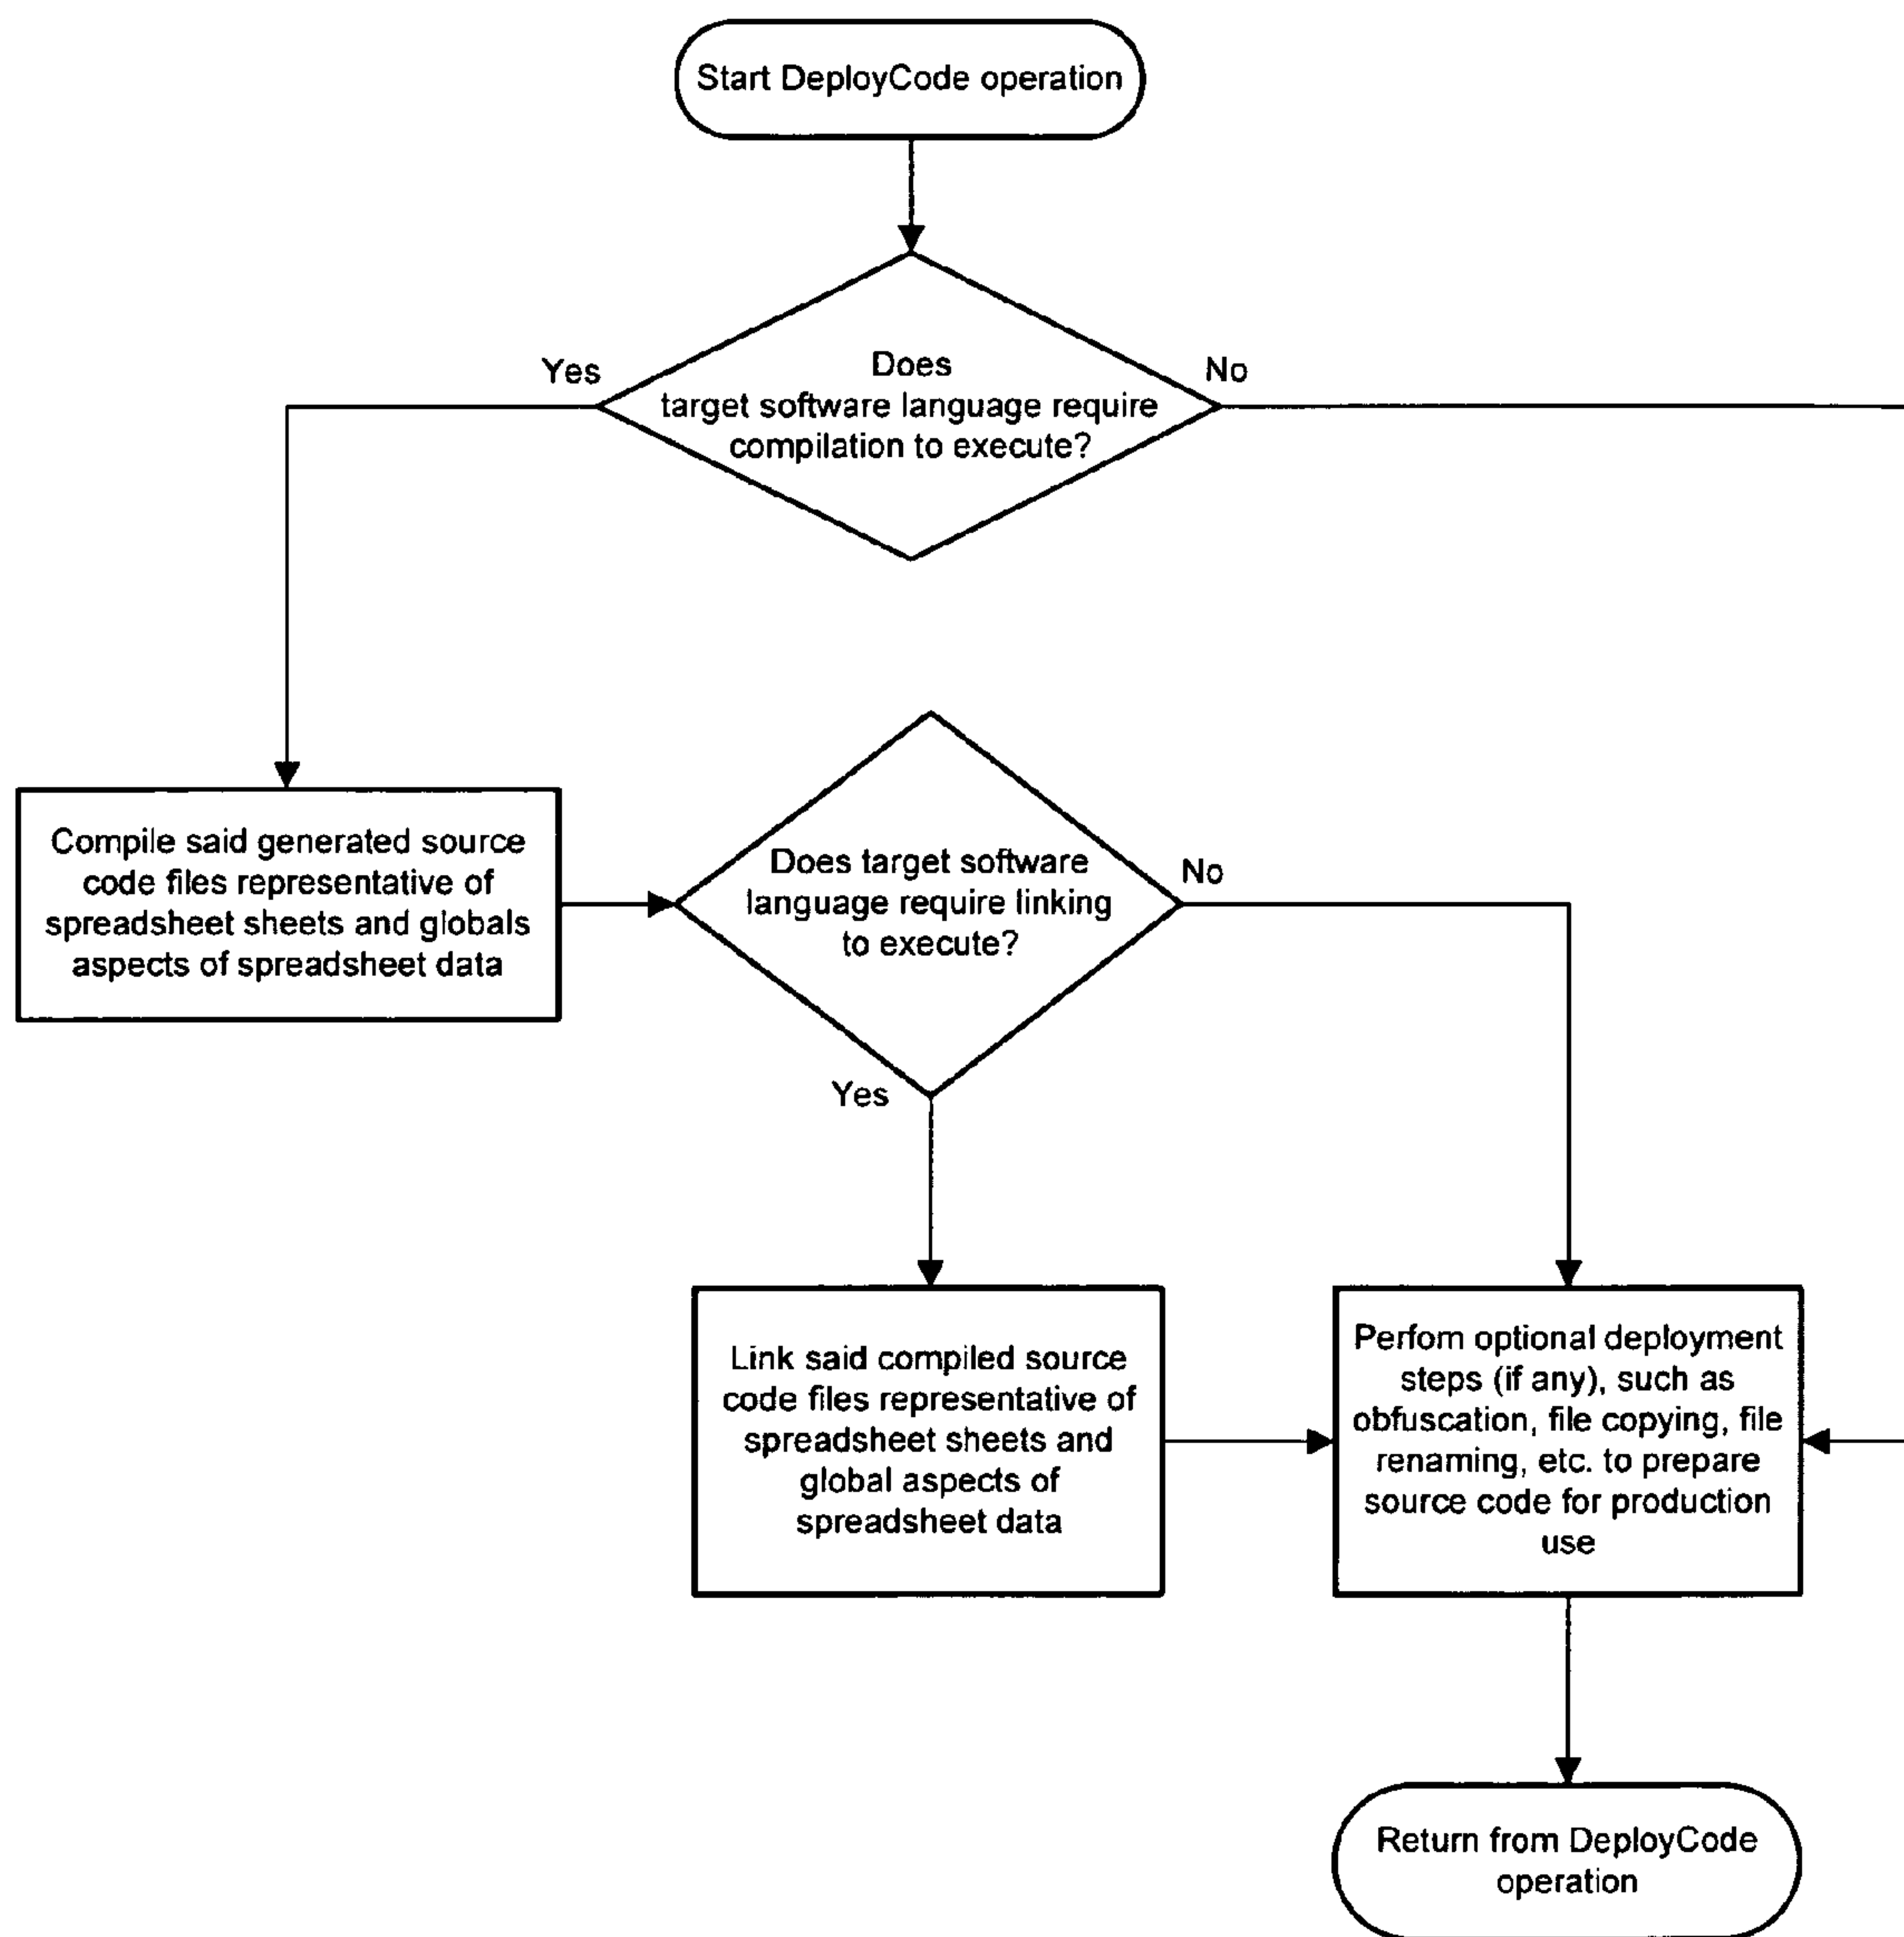 Start DeployCode operation
Yes
Does
No
target software language require
compilation to execute?
Compile said generated source
code files representative of
spreadsheet sheets and globals
aspects of spreadsheet data
Does target software
language require linking
to execute?
No
Yes
Link said compiled source
code files representative of
spreadsheet sheets and
global aspects of
spreadsheet data
Perfom optional deployment
steps (if any), such as
obfuscation, file copying, file
renaming, etc. to prepare
source code for production
use
Return from DeployCode
operation